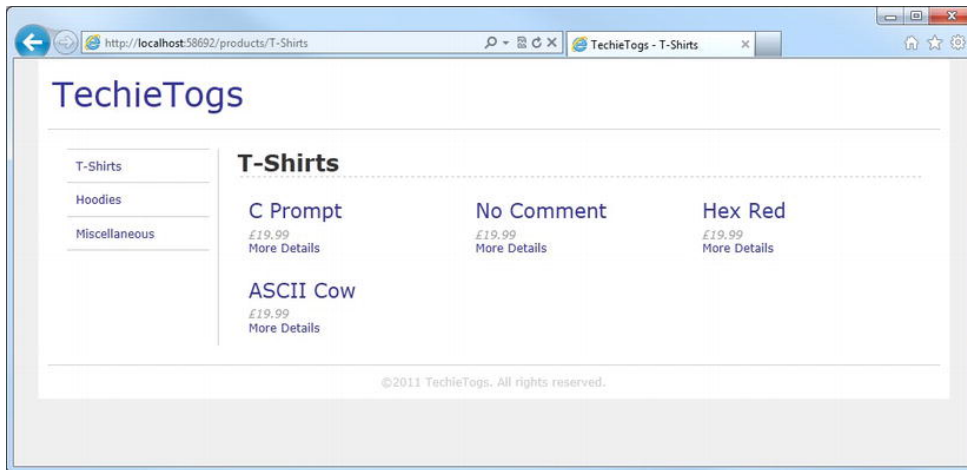 http://localhost:58692/products/T-Shirts
TechieTogs - T-Shirts
TechieTogs
T-Shirts
Hoodies
Miscellaneous
T-Shirts
C Prompt
£19.99
More Details
No Comment
£19.99
More Details
Hex Red
£19.99
More Details
ASCII Cow
£19.99
More Details
©2011 TechieTogs. All rights reserved.